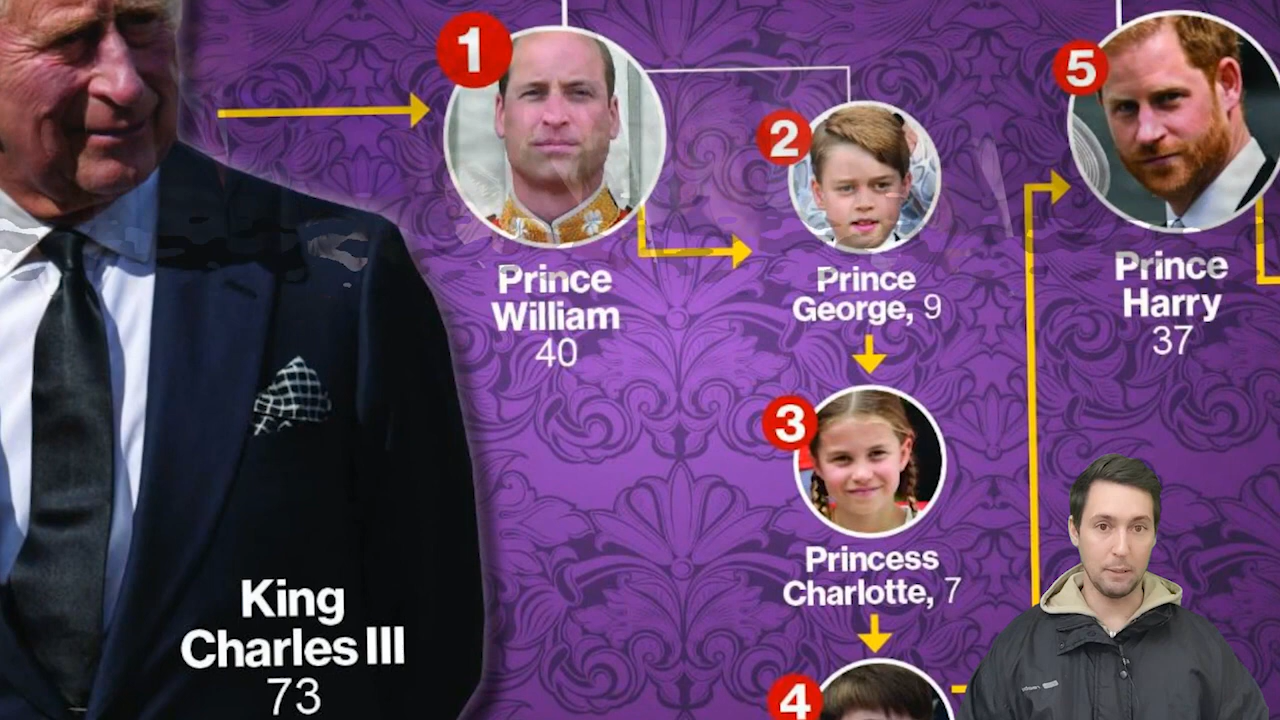 1
Prince
William
40
2
Prince
George, 9
3
Princess
Charlotte, 7
4
5
Prince
Harry
37
King
Charles III
73